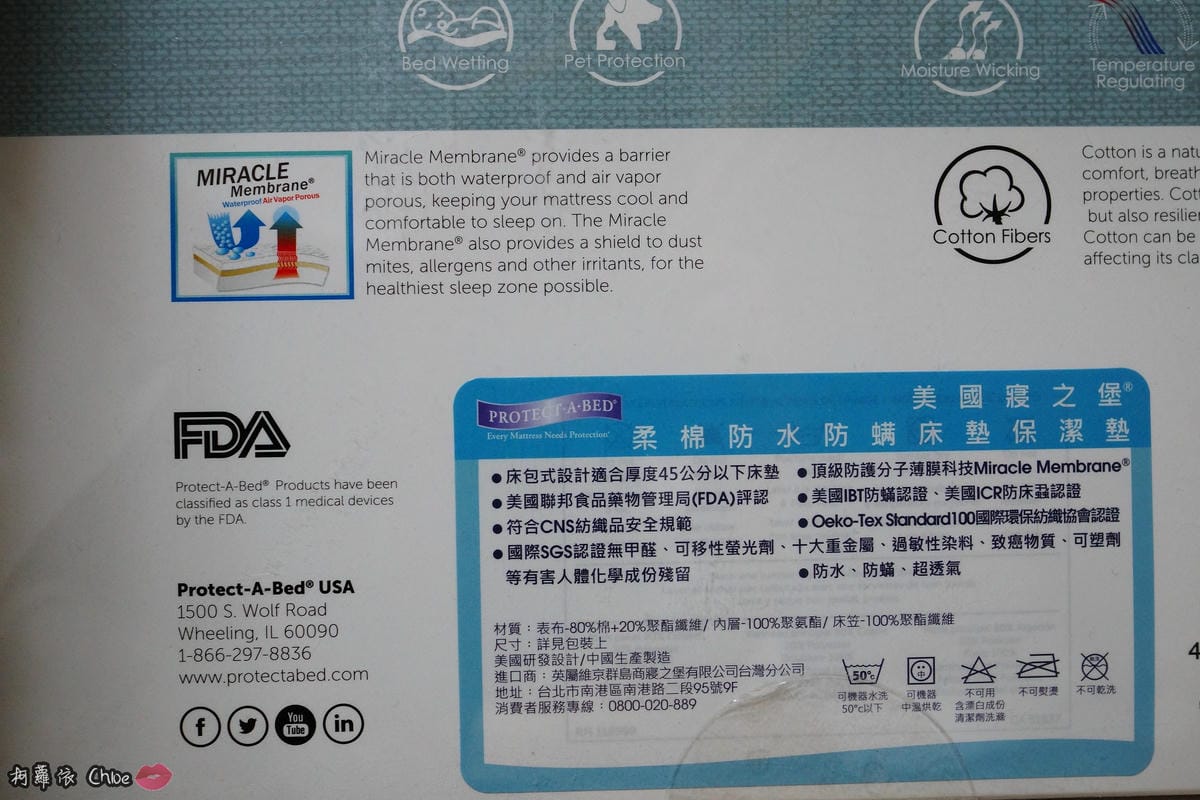 Bed Wetting
Pet Protection
Moisture Wicking
Temperature
Regulating
MIRACLE
Membrane®
Waterproof Air Vapor Porous
Miracle Membrane® provides a barrier
that is both waterproof and air vapor
porous, keeping your mattress cool and
comfortable to sleep on. The Miracle
Membrane® also provides a shield to dust
mites, allergens and other irritants, for the
healthiest sleep zone possible.
Cotton Fibers
Cotton is a natu
comfort, breath
properties. Cott
but also resilien
Cotton can be
affecting its cla
FDA
Protect-A-Bed® Products have been
classified as class 1 medical devices
by the FDA.
Protect-A-Bed® USA
1500 S. Wolf Road
Wheeling, IL 60090
1-866-297-8836
www.protectabed.com
f
You
Tube
in
PROTECT·A·BED®
Every Mattress Needs Protection®
美國寢之堡®
柔棉防水防螨床墊保潔墊
●床包式設計適合厚度45公分以下床墊
●頂級防護分子薄膜科技Miracle Membrane®
●美國聯邦食品藥物管理局(FDA)評認
●美國IBT防蟎認證、美國ICR防床蝨認證
●符合CNS紡織品安全規範
●Oeko-Tex Standard100國際環保紡織協會認證
●國際SGS認證無甲醛、可移性螢光劑、十大重金屬、過敏性染料、致癌物質、可塑劑
等有害人體化學成份殘留
●防水、防蟎、超透氣
材質：表布-80%棉+20%聚酯纖維/ 內層-100%聚氨酯/ 床笠-100%聚酯纖維
尺寸：詳見包裝上
美國研發設計/中國生產製造
進口商：英屬維京群島商寢之堡有限公司台灣分公司
地址：台北市南港區南港路二段95號9F
消費者服務專線：0800-020-889
50°c
可機器水洗
50°c以下
可機器
中溫烘乾
不可用
含漂白成份
清潔劑洗滌
不可熨燙
不可乾洗
4
柯蘿依 Chloe